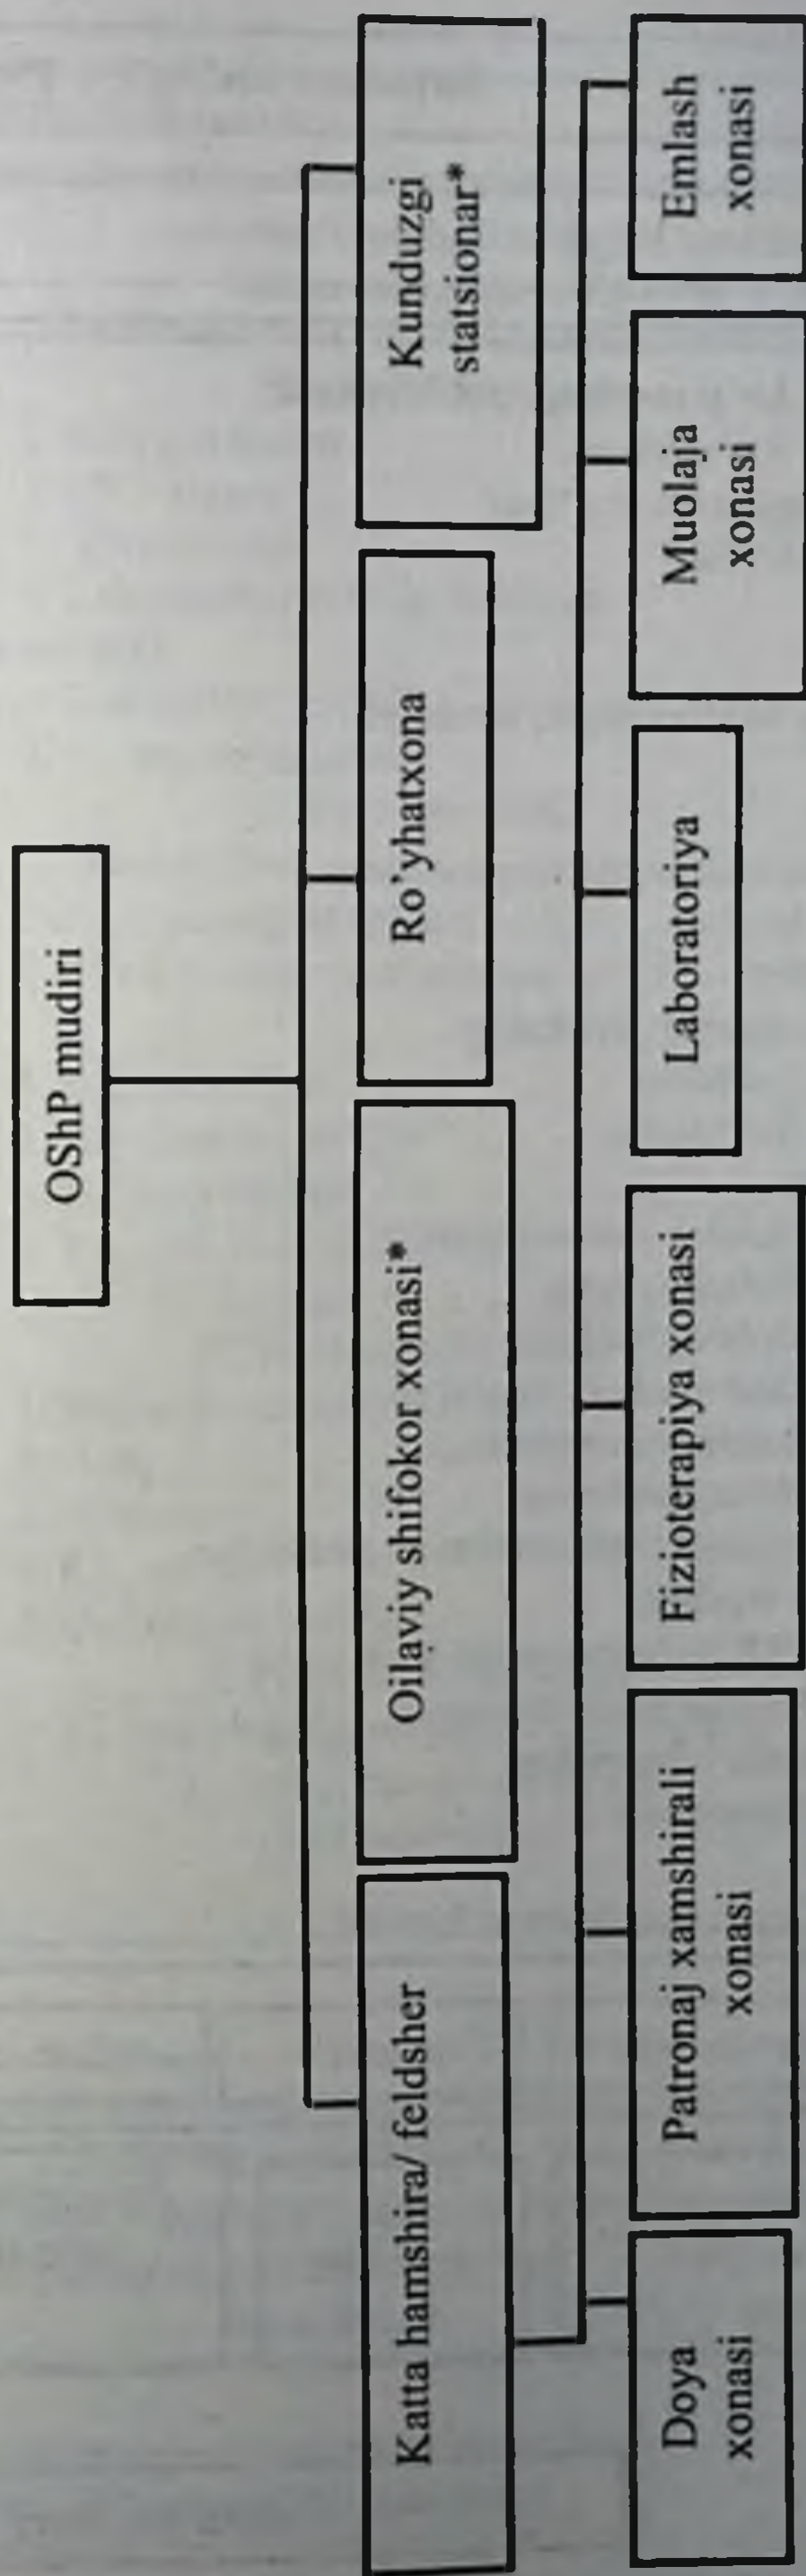 OShP mudiri
Katta hamshira/ feldsher
Oilaviy shifokor xonasi*
Ro'yhatxona
Kunduzgi
statsionar*
Doya
xonasi
Patronaj xamshirali
xonasi
Fizioterapiya xonasi
Laboratoriya
Muolaja
xonasi
Emlash
xonasi